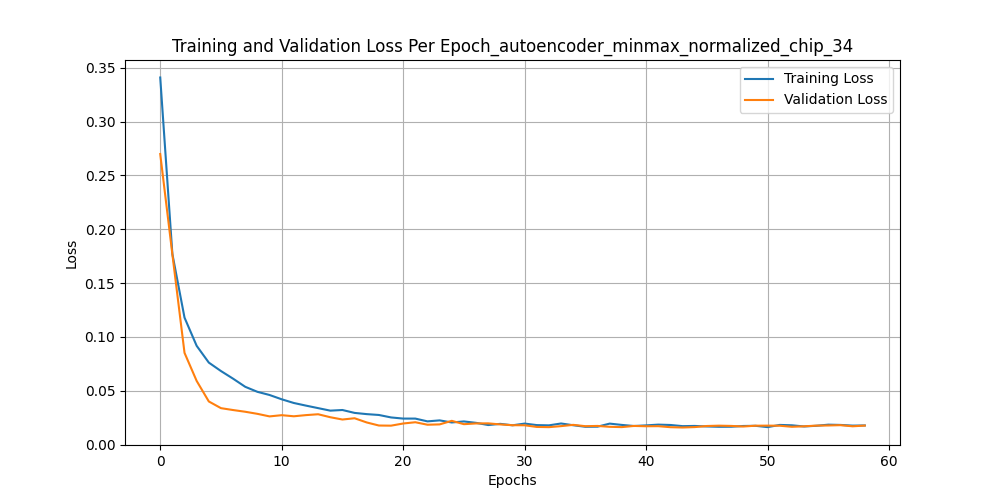 Training and Validation Loss Per Epoch_autoencoder_minmax_normalized_chip_34
Training Loss
Validation Loss
0.35
0.30
0.25
0.20
0.15
0.10
0.05
0.00
Loss
0 10 20 30 40 50 60
Epochs